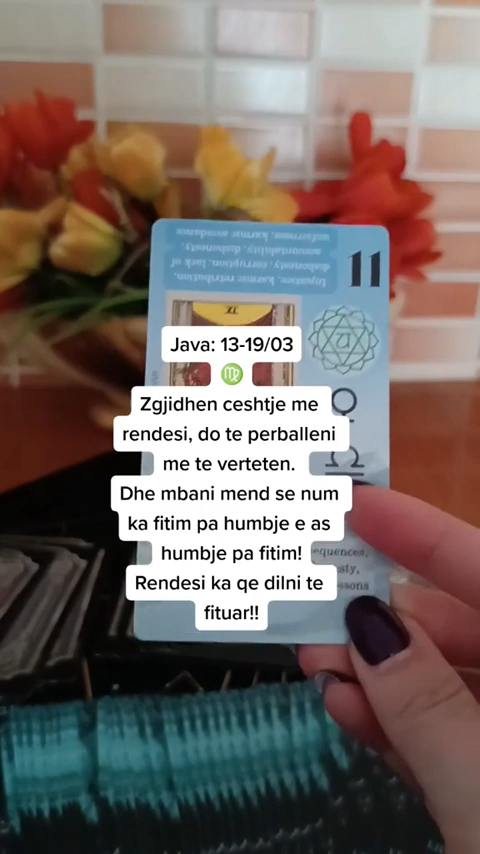 Injustice, karmic retribution,
dishonesty, corruption, lack of
accountability, dishonesty,
unfairness, karmic avoidance
11
XI
Java: 13-19/03
♍
Zgjidhen ceshtje me
rendesi, do te perballeni
me te verteten.
Dhe mbani mend se num
ka fitim pa humbje e as
humbje pa fitim!
Rendesi ka qe dilni te
fituar!!